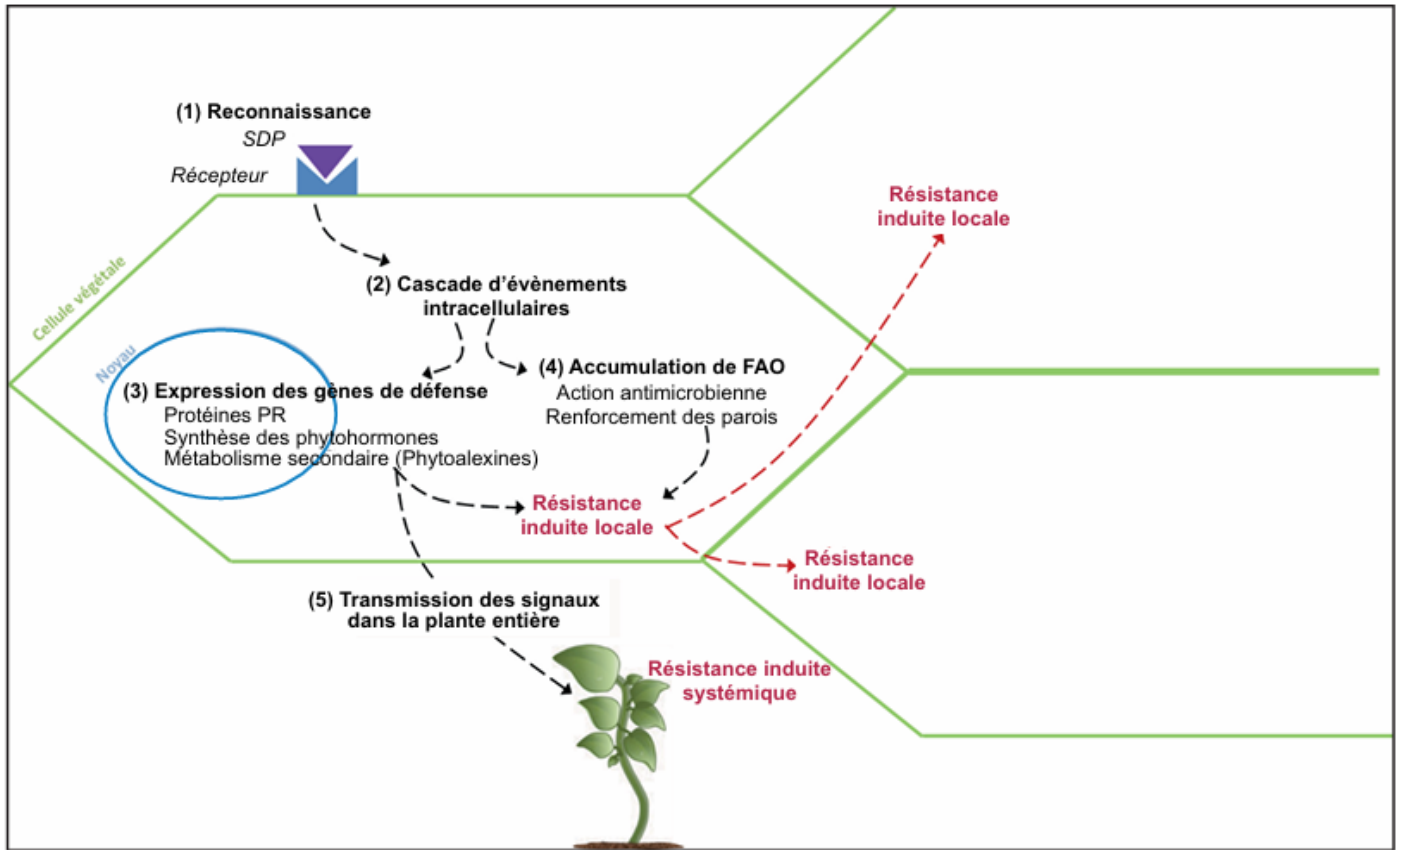 (1) Reconnaissance
SDP
Récepteur
Cellule végétale
Noyau
(2) Cascade d'évènements
intracellulaires
(3) Expression des gènes de défense
Protéines PR
Synthèse des phytohormones
Métabolisme secondaire (Phytoalexines)
(4) Accumulation de FAO
Action antimicrobienne
Renforcement des parois
Résistance
induite locale
Résistance
induite locale
Résistance
induite locale
(5) Transmission des signaux
dans la plante entière
Résistance induite
systémique